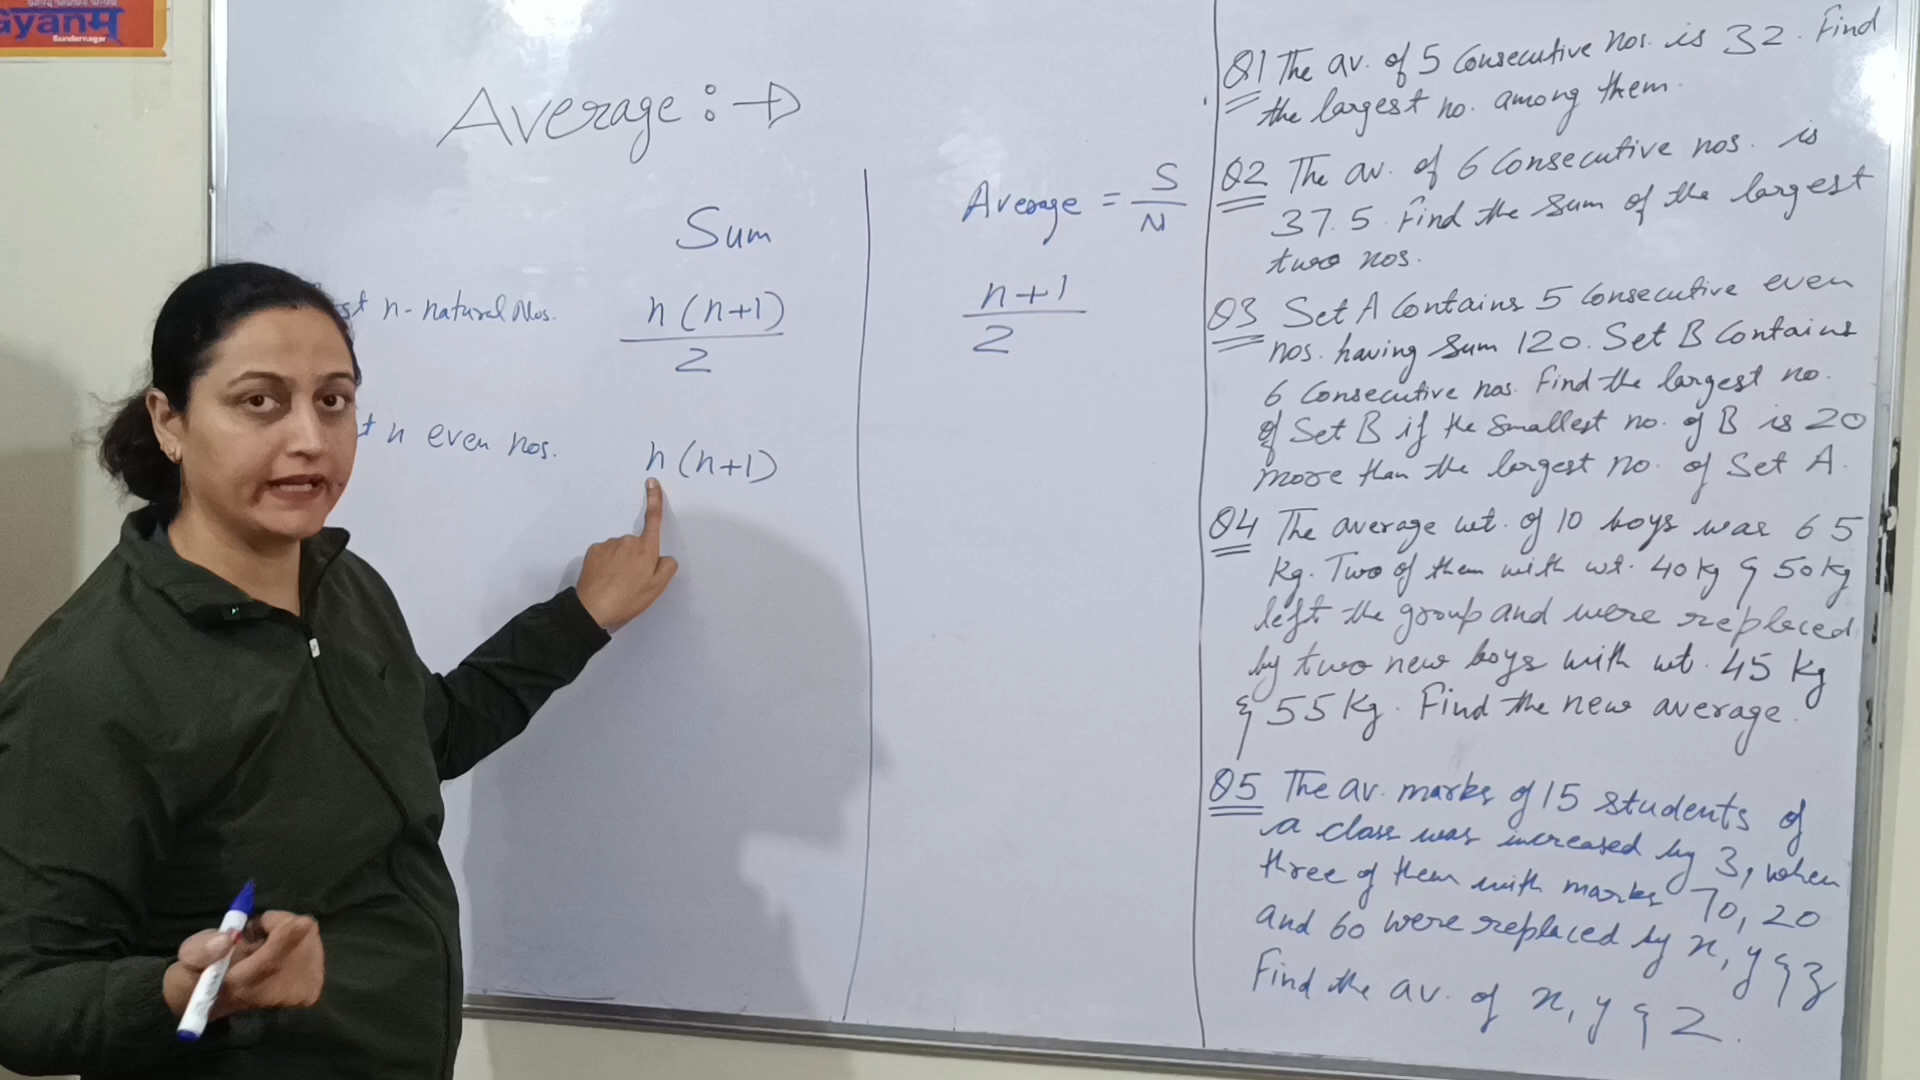 Gyanम
Sundernagar
Average :→
Sum
Average = S/N
st n-natural Nos.
n(n+1)/2
n+1/2
t n even nos.
n(n+1)
Q1 The av. of 5 Consecutive nos. is 32. Find
the largest no. among them.
Q2 The av. of 6 Consecutive nos. is
37.5. Find the sum of the largest
two nos.
Q3 Set A Contains 5 Consecutive even
nos. having sum 120. Set B Contains
6 Consecutive nos. Find the largest no.
of Set B if the smallest no. of B is 20
more than the largest no. of Set A.
Q4 The average wt. of 10 boys was 65
kg. Two of them with wt. 40 kg & 50 kg
left the group and were replaced
by two new boys with wt. 45 kg
& 55 kg. Find the new average.
Q5 The av. marks of 15 students of
a class was increased by 3, when
three of them with marks 70, 20
and 60 were replaced by x, y & z
Find the av. of x, y & z.